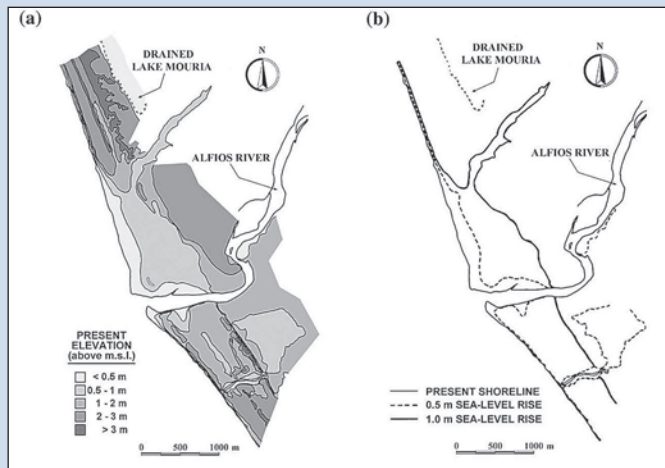 (a)
DRAINED
LAKE MOURIA
N
ALFIOS RIVER
PRESENT
ELEVATION
(above m.s.l.)
< 0.5 m
0.5 - 1 m
1 - 2 m
2 - 3 m
> 3 m
0 500 1000 m
(b)
DRAINED
LAKE MOURIA
N
ALFIOS RIVER
PRESENT SHORELINE
0.5 m SEA-LEVEL RISE
1.0 m SEA-LEVEL RISE
0 500 1000 m